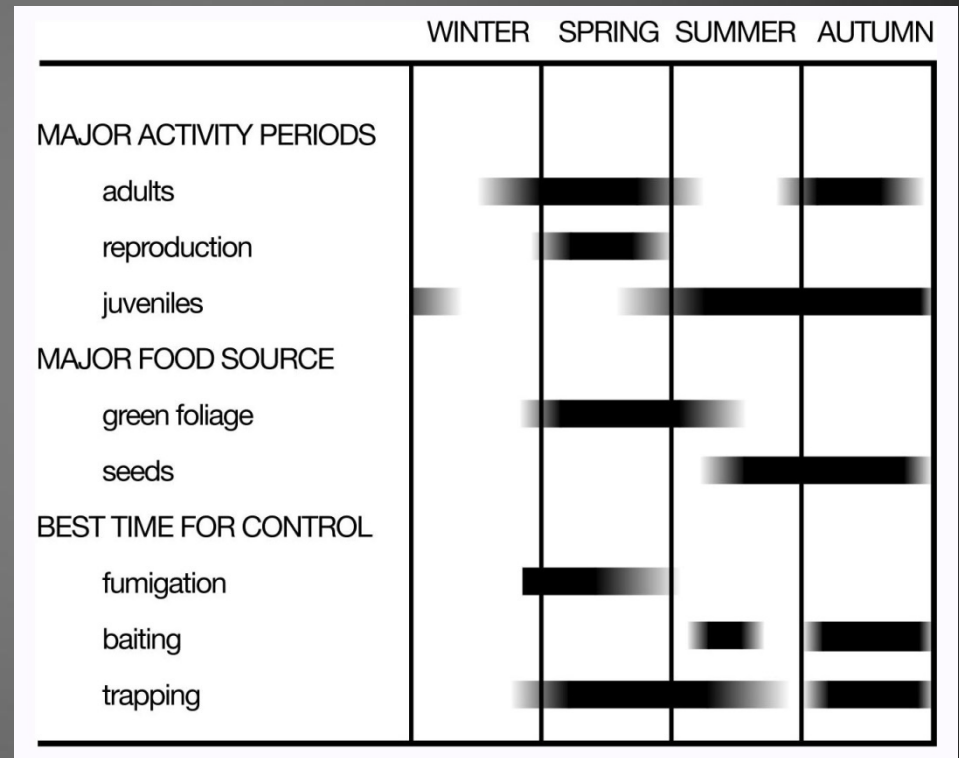 WINTER SPRING SUMMER AUTUMN
MAJOR ACTIVITY PERIODS
adults
reproduction
juveniles
MAJOR FOOD SOURCE
green foliage
seeds
BEST TIME FOR CONTROL
fumigation
baiting
trapping